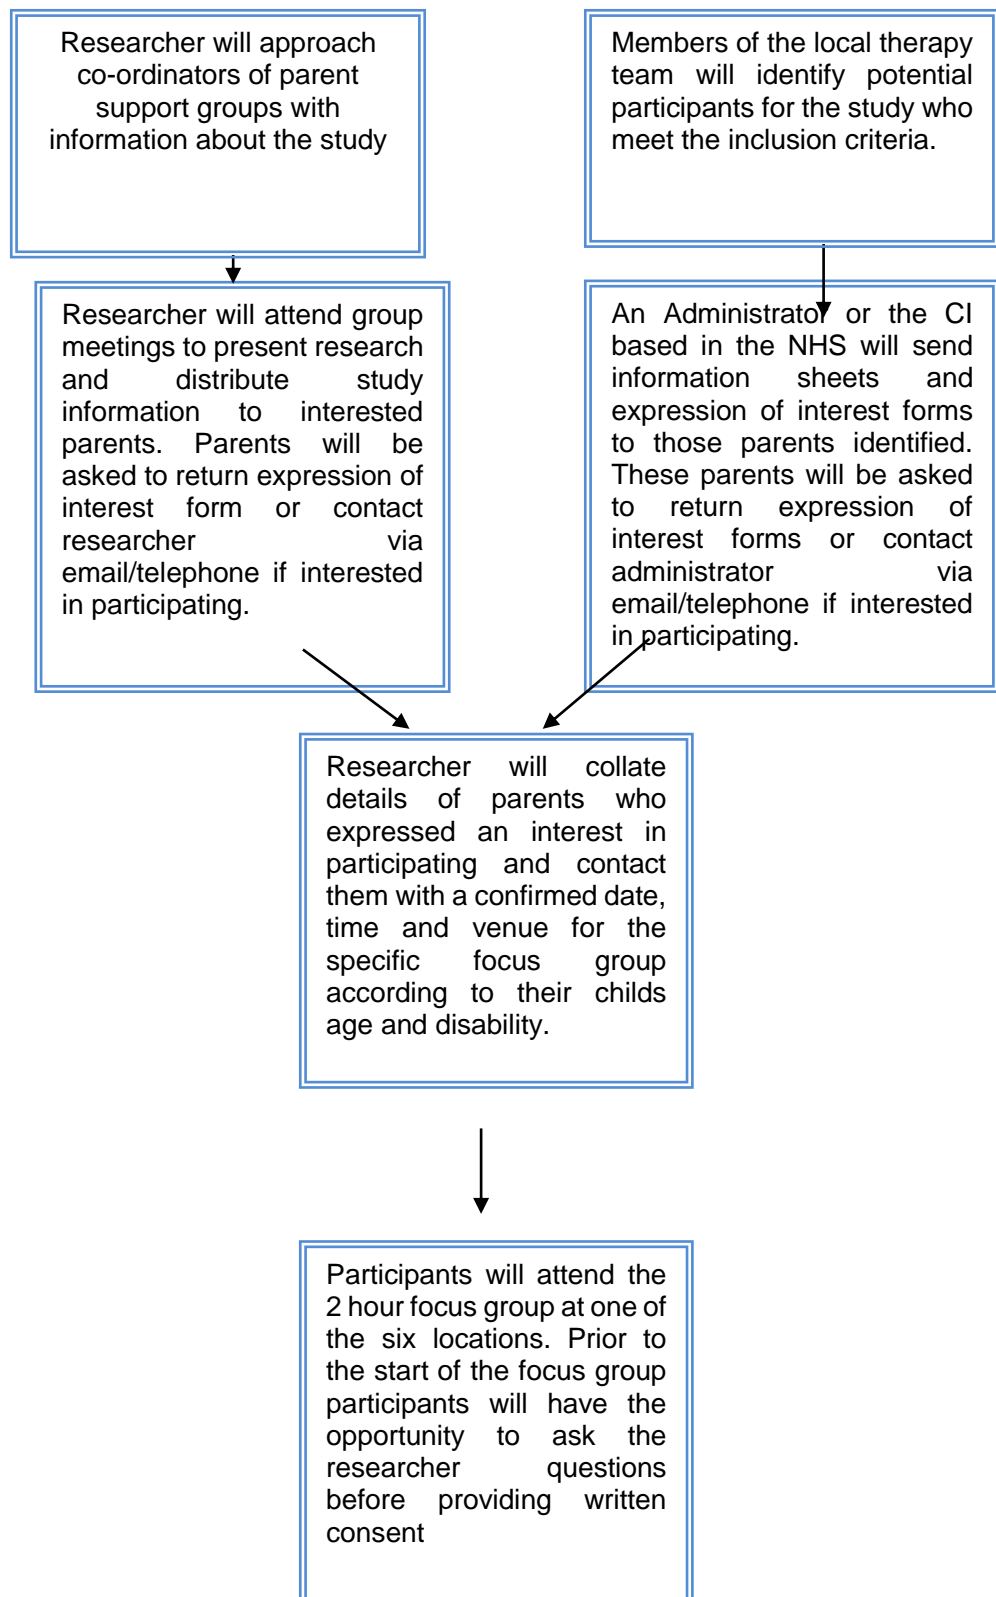 Researcher will approach
co-ordinators of parent
support groups with
information about the study
Members of the local therapy
team will identify potential
participants for the study who
meet the inclusion criteria.
Researcher will attend group
meetings to present research
and distribute study
information to interested
parents. Parents will be
asked to return expression of
interest form or contact
researcher via
email/telephone if interested
in participating.
An Administrator or the CI
based in the NHS will send
information sheets and
expression of interest forms
to those parents identified.
These parents will be asked
to return expression of
interest forms or contact
administrator via
email/telephone if interested
in participating.
Researcher will collate
details of parents who
expressed an interest in
participating and contact
them with a confirmed date,
time and venue for the
specific focus group
according to their childs
age and disability.
Participants will attend the
2 hour focus group at one of
the six locations. Prior to
the start of the focus group
participants will have the
opportunity to ask the
researcher questions
before providing written
consent